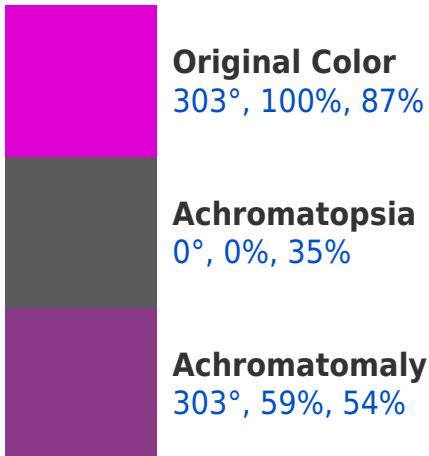 Original Color
303°, 100%, 87%
Achromatopsia
0°, 0%, 35%
Achromatomaly
303°, 59%, 54%